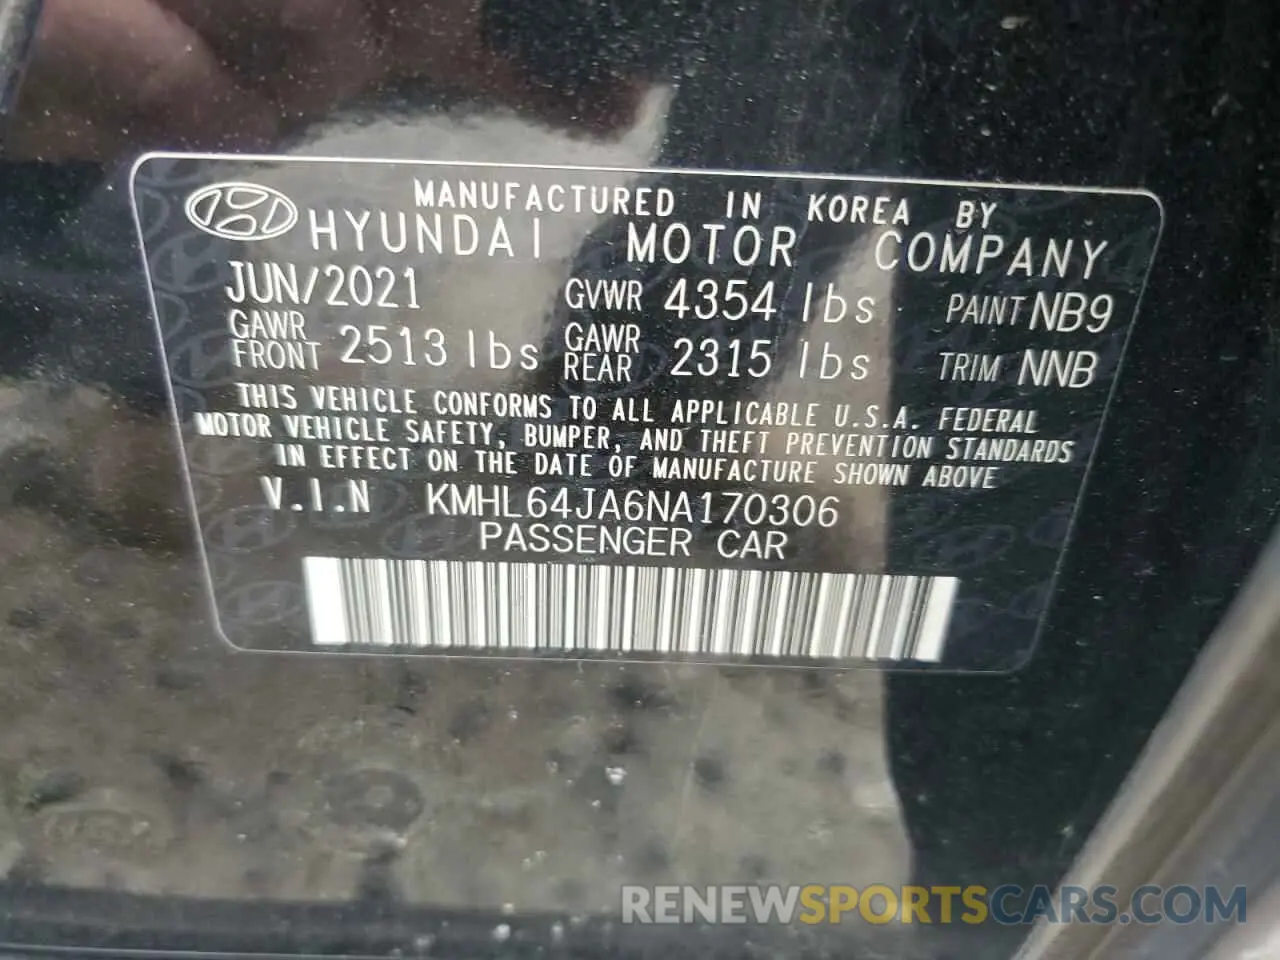 MANUFACTURED IN KOREA BY
HYUNDAI MOTOR COMPANY
JUN/2021 GVWR 4354 lbs PAINT NB9
GAWR FRONT 2513 lbs GAWR REAR 2315 lbs TRIM NNB
THIS VEHICLE CONFORMS TO ALL APPLICABLE U.S.A. FEDERAL
MOTOR VEHICLE SAFETY, BUMPER, AND THEFT PREVENTION STANDARDS
IN EFFECT ON THE DATE OF MANUFACTURE SHOWN ABOVE
V.I.N KMHL64JA6NA170306
PASSENGER CAR
RENEWSPORTSCARS.COM